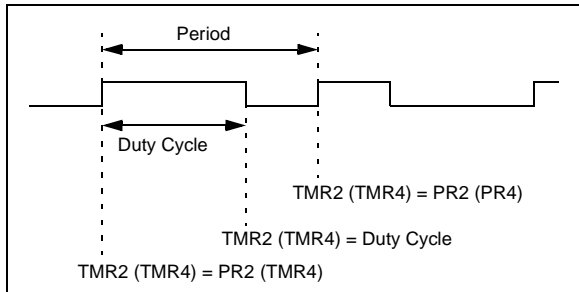 Period
Duty Cycle
TMR2 (TMR4) = PR2 (PR4)
TMR2 (TMR4) = Duty Cycle
TMR2 (TMR4) = PR2 (TMR4)